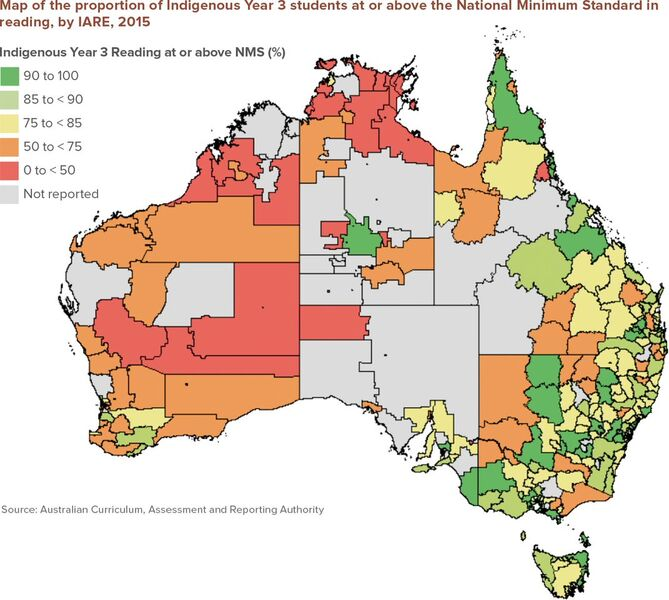 Map of the proportion of Indigenous Year 3 students at or above the National Minimum Standard in
reading, by IARE, 2015
Indigenous Year 3 Reading at or above NMS (%)
90 to 100
85 to < 90
75 to < 85
50 to < 75
0 to < 50
Not reported
Source: Australian Curriculum, Assessment and Reporting Authority